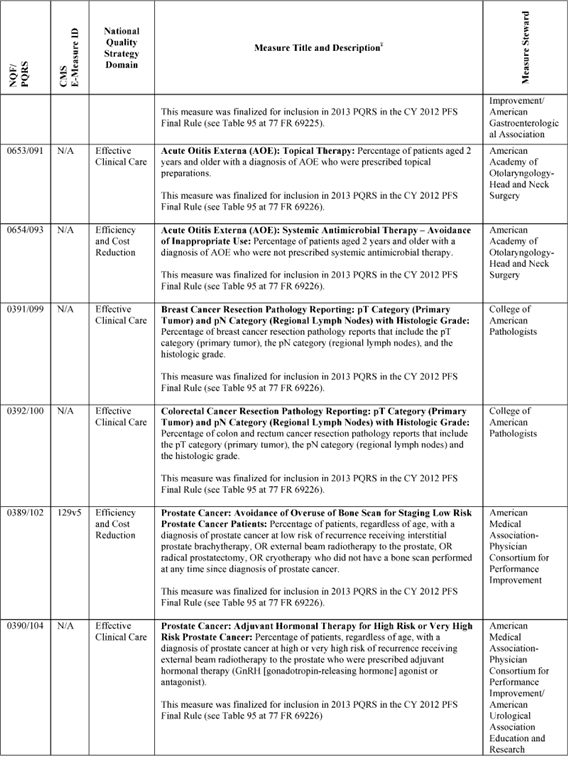 NQF/
PQRS
CMS
E-Measure ID
National
Quality
Strategy
Domain
Measure Title and Description¥
Measure Steward
This measure was finalized for inclusion in 2013 PQRS in the CY 2012 PFS
Final Rule (see Table 95 at 77 FR 69225).
Improvement/
American
Gastroenterologic
al Association
0653/091
N/A
Effective
Clinical Care
Acute Otitis Externa (AOE): Topical Therapy: Percentage of patients aged 2
years and older with a diagnosis of AOE who were prescribed topical
preparations.
This measure was finalized for inclusion in 2013 PQRS in the CY 2012 PFS
Final Rule (see Table 95 at 77 FR 69226).
American
Academy of
Otolaryngology-
Head and Neck
Surgery
0654/093
N/A
Efficiency
and Cost
Reduction
Acute Otitis Externa (AOE): Systemic Antimicrobial Therapy – Avoidance
of Inappropriate Use: Percentage of patients aged 2 years and older with a
diagnosis of AOE who were not prescribed systemic antimicrobial therapy.
This measure was finalized for inclusion in 2013 PQRS in the CY 2012 PFS
Final Rule (see Table 95 at 77 FR 69226).
American
Academy of
Otolaryngology-
Head and Neck
Surgery
0391/099
N/A
Effective
Clinical Care
Breast Cancer Resection Pathology Reporting: pT Category (Primary
Tumor) and pN Category (Regional Lymph Nodes) with Histologic Grade:
Percentage of breast cancer resection pathology reports that include the pT
category (primary tumor), the pN category (regional lymph nodes), and the
histologic grade.
This measure was finalized for inclusion in 2013 PQRS in the CY 2012 PFS
Final Rule (see Table 95 at 77 FR 69226).
College of
American
Pathologists
0392/100
N/A
Effective
Clinical Care
Colorectal Cancer Resection Pathology Reporting: pT Category (Primary
Tumor) and pN Category (Regional Lymph Nodes) with Histologic Grade:
Percentage of colon and rectum cancer resection pathology reports that include
the pT category (primary tumor), the pN category (regional lymph nodes) and
the histologic grade.
This measure was finalized for inclusion in 2013 PQRS in the CY 2012 PFS
Final Rule (see Table 95 at 77 FR 69226).
College of
American
Pathologists
0389/102
129v5
Efficiency
and Cost
Reduction
Prostate Cancer: Avoidance of Overuse of Bone Scan for Staging Low Risk
Prostate Cancer Patients: Percentage of patients, regardless of age, with a
diagnosis of prostate cancer at low risk of recurrence receiving interstitial
prostate brachytherapy, OR external beam radiotherapy to the prostate, OR
radical prostatectomy, OR cryotherapy who did not have a bone scan performed
at any time since diagnosis of prostate cancer.
This measure was finalized for inclusion in 2013 PQRS in the CY 2012 PFS
Final Rule (see Table 95 at 77 FR 69226).
American
Medical
Association-
Physician
Consortium for
Performance
Improvement
0390/104
N/A
Effective
Clinical Care
Prostate Cancer: Adjuvant Hormonal Therapy for High Risk or Very High
Risk Prostate Cancer: Percentage of patients, regardless of age, with a
diagnosis of prostate cancer at high or very high risk of recurrence receiving
external beam radiotherapy to the prostate who were prescribed adjuvant
hormonal therapy (GnRH [gonadotropin-releasing hormone] agonist or
antagonist).
This measure was finalized for inclusion in 2013 PQRS in the CY 2012 PFS
Final Rule (see Table 95 at 77 FR 69226)
American
Medical
Association-
Physician
Consortium for
Performance
Improvement/
American
Urological
Association
Education and
Research